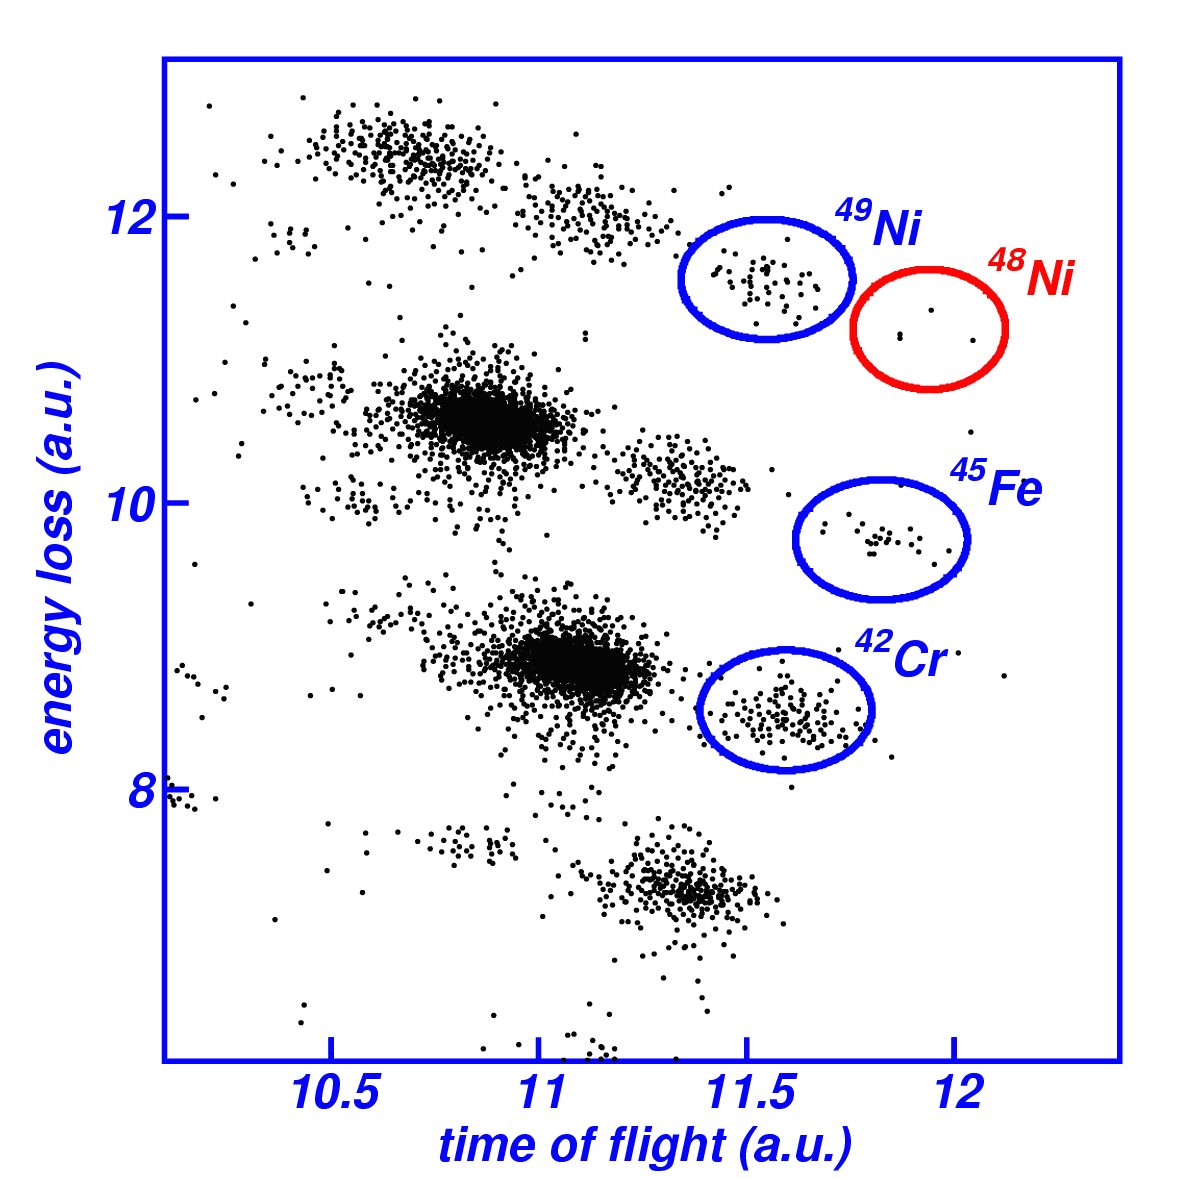 12
10
8
energy loss (a.u.)
⁴⁹Ni
⁴⁸Ni
⁴⁵Fe
⁴²Cr
10.5 11 11.5 12
time of flight (a.u.)